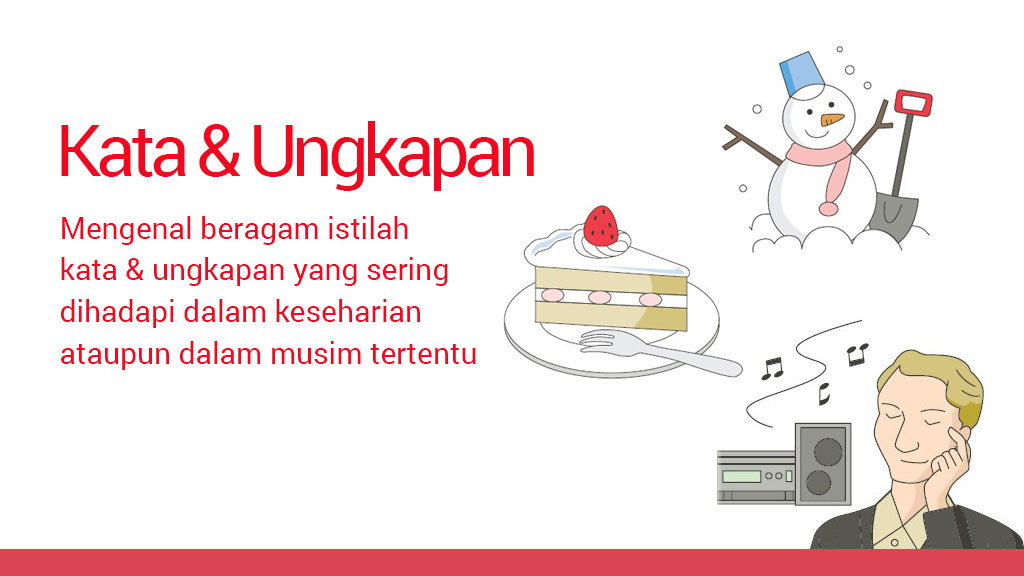 Kata & Ungkapan
Mengenal beragam istilah
kata & ungkapan yang sering
dihadapi dalam keseharian
ataupun dalam musim tertentu